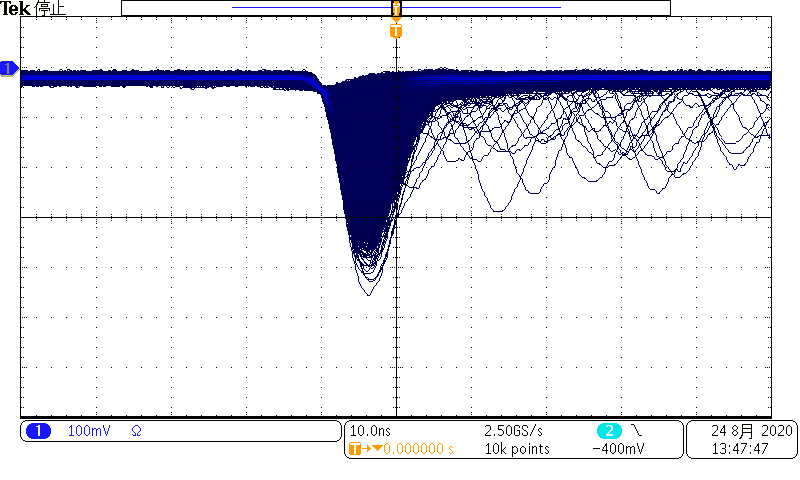 Tek 停止
T
T
1
1 100mV Ω
10.0ns 2.50GS/s 2 \
T→▼0.000000 s 10k points −400mV
24 8月 2020
13:47:47